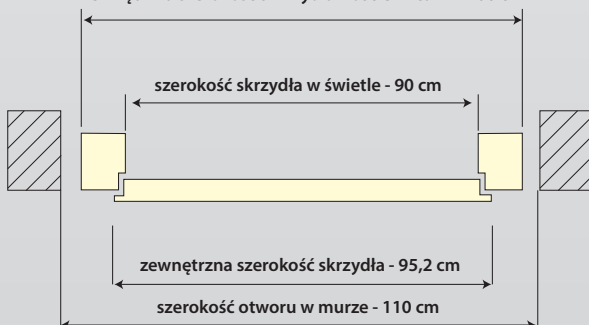 szerokość skrzydła w świetle - 90 cm
zewnętrzna szerokość skrzydła - 95,2 cm
szerokość otworu w murze - 110 cm